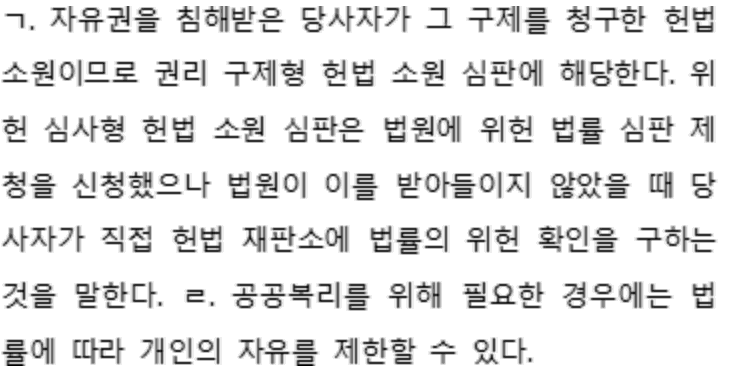 ㄱ. 자유권을 침해받은 당사자가 그 구제를 청구한 헌법
소원이므로 권리 구제형 헌법 소원 심판에 해당한다. 위
헌 심사형 헌법 소원 심판은 법원에 위헌 법률 심판 제
청을 신청했으나 법원이 이를 받아들이지 않았을 때 당
사자가 직접 헌법 재판소에 법률의 위헌 확인을 구하는
것을 말한다. ㄹ. 공공복리를 위해 필요한 경우에는 법
률에 따라 개인의 자유를 제한할 수 있다.